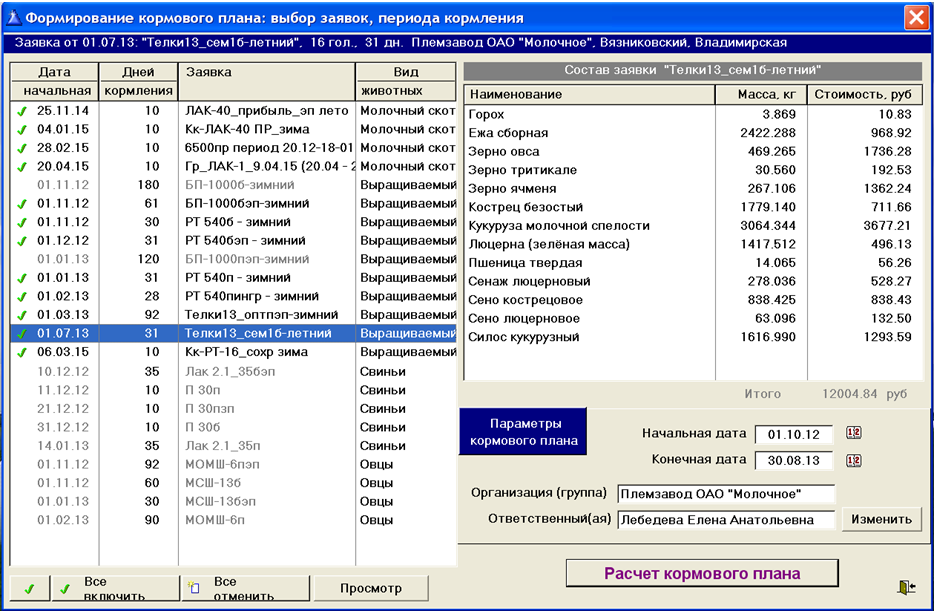 Формирование кормового плана: выбор заявок, периода кормления
Заявка от 01.07.13: "Телки13_сем1б-летний", 16 гол., 31 дн. Племзавод ОАО "Молочное", Вязниковский, Владимирская
Дата Дней Заявка Вид
начальная кормления животных
25.11.14 10 ЛАК-40_прибыль_эп лето Молочный скот
04.01.15 10 Кк-ЛАК-40 ПР_зима Молочный скот
28.02.15 10 6500пр период 20.12-18-01 Молочный скот
20.04.15 10 Гр_ЛАК-1_9.04.15 (20.04 - 2 Молочный скот
01.11.12 180 БП-1000б-зимний Выращиваемый
01.11.12 61 БП-1000бэп-зимний Выращиваемый
01.11.12 30 РТ 540б - зимний Выращиваемый
01.12.12 31 РТ 540бэп - зимний Выращиваемый
01.01.13 120 БП-1000пэп-зимний Выращиваемый
01.01.13 31 РТ 540п - зимний Выращиваемый
01.02.13 28 РТ 540пингр - зимний Выращиваемый
01.03.13 92 Телки13_оптпэп-зимний Выращиваемый
01.07.13 31 Телки13_сем1б-летний Выращиваемый
06.03.15 10 Кк-РТ-16_сохр зима Выращиваемый
10.12.12 35 Лак 2.1_35бэп Свиньи
11.12.12 10 П 30п Свиньи
21.12.12 10 П 30пзп Свиньи
31.12.12 10 П 30б Свиньи
14.01.13 35 Лак 2.1_35п Свиньи
01.11.12 92 МОМШ-6пэп Овцы
01.11.12 60 МСШ-13б Овцы
01.01.13 30 МСШ-13бэп Овцы
01.02.13 90 МОМШ-6п Овцы
Все включить
Все отменить
Просмотр
Состав заявки "Телки13_сем1б-летний"
Наименование Масса, кг Стоимость, руб
Горох 3.869 10.83
Ежа сборная 2422.288 968.92
Зерно овса 469.265 1736.28
Зерно тритикале 30.560 192.53
Зерно ячменя 267.106 1362.24
Кострец безостый 1779.140 711.66
Кукуруза молочной спелости 3064.344 3677.21
Люцерна (зелёная масса) 1417.512 496.13
Пшеница твердая 14.065 56.26
Сенаж люцерновый 278.036 528.27
Сено кострецовое 838.425 838.43
Сено люцерновое 63.096 132.50
Силос кукурузный 1616.990 1293.59
Итого 12004.84 руб
Параметры
кормового плана
Начальная дата 01.10.12
Конечная дата 30.08.13
Организация (группа) Племзавод ОАО "Молочное"
Ответственный(ая) Лебедева Елена Анатольевна Изменить
Расчет кормового плана